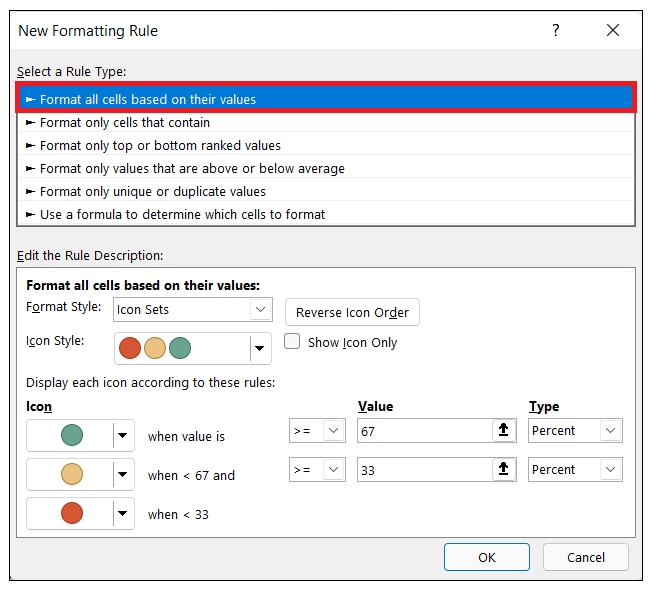 New Formatting Rule ?
Select a Rule Type:
► Format all cells based on their values
► Format only cells that contain
► Format only top or bottom ranked values
► Format only values that are above or below average
► Format only unique or duplicate values
► Use a formula to determine which cells to format
Edit the Rule Description:
Format all cells based on their values:
Format Style: Icon Sets Reverse Icon Order
Icon Style: Show Icon Only
Display each icon according to these rules:
Icon Value Type
when value is >= 67 Percent
when < 67 and >= 33 Percent
when < 33
OK Cancel